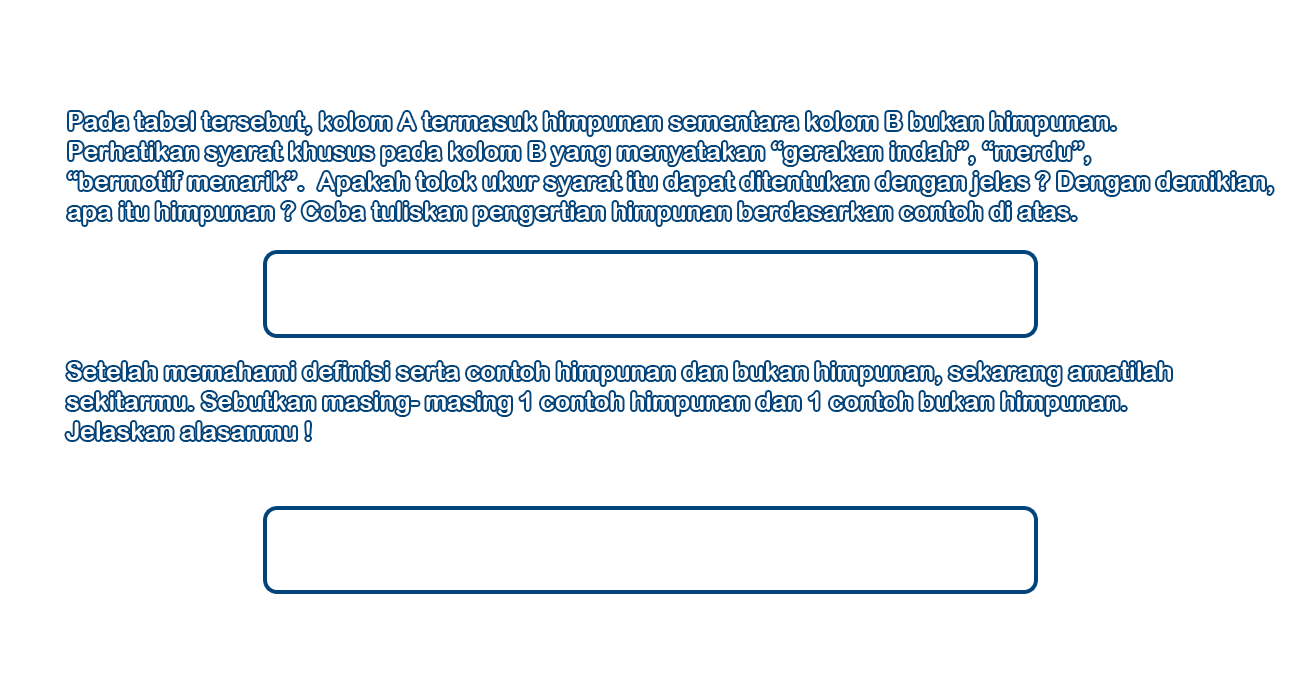 Pada tabel tersebut, kolom A termasuk himpunan sementara kolom B bukan himpunan.
Perhatikan syarat khusus pada kolom B yang menyatakan “gerakan indah”, “merdu”,
“bermotif menarik”.  Apakah tolok ukur syarat itu dapat ditentukan dengan jelas ? Dengan demikian,
apa itu himpunan ? Coba tuliskan pengertian himpunan berdasarkan contoh di atas.
Setelah memahami definisi serta contoh himpunan dan bukan himpunan, sekarang amatilah
sekitarmu. Sebutkan masing- masing 1 contoh himpunan dan 1 contoh bukan himpunan.
Jelaskan alasanmu !